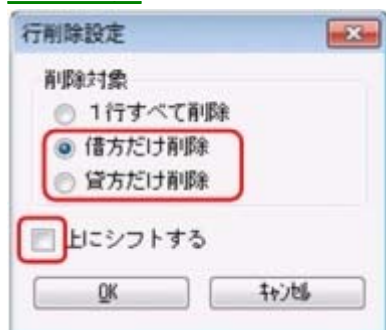 行削除設定
削除対象
1行すべて削除
借方だけ削除
貸方だけ削除
上にシフトする
OK
ｷｬﾝｾﾙ